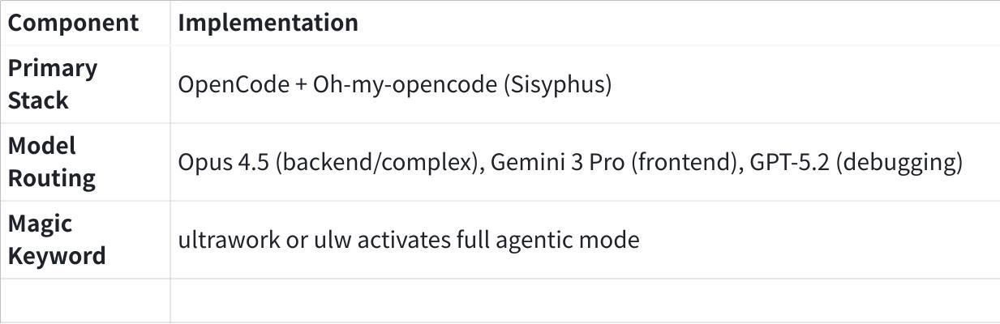 Component Implementation
Primary
Stack
OpenCode + Oh-my-opencode (Sisyphus)
Model
Routing
Opus 4.5 (backend/complex), Gemini 3 Pro (frontend), GPT-5.2 (debugging)
Magic
Keyword
ultrawork or ulw activates full agentic mode